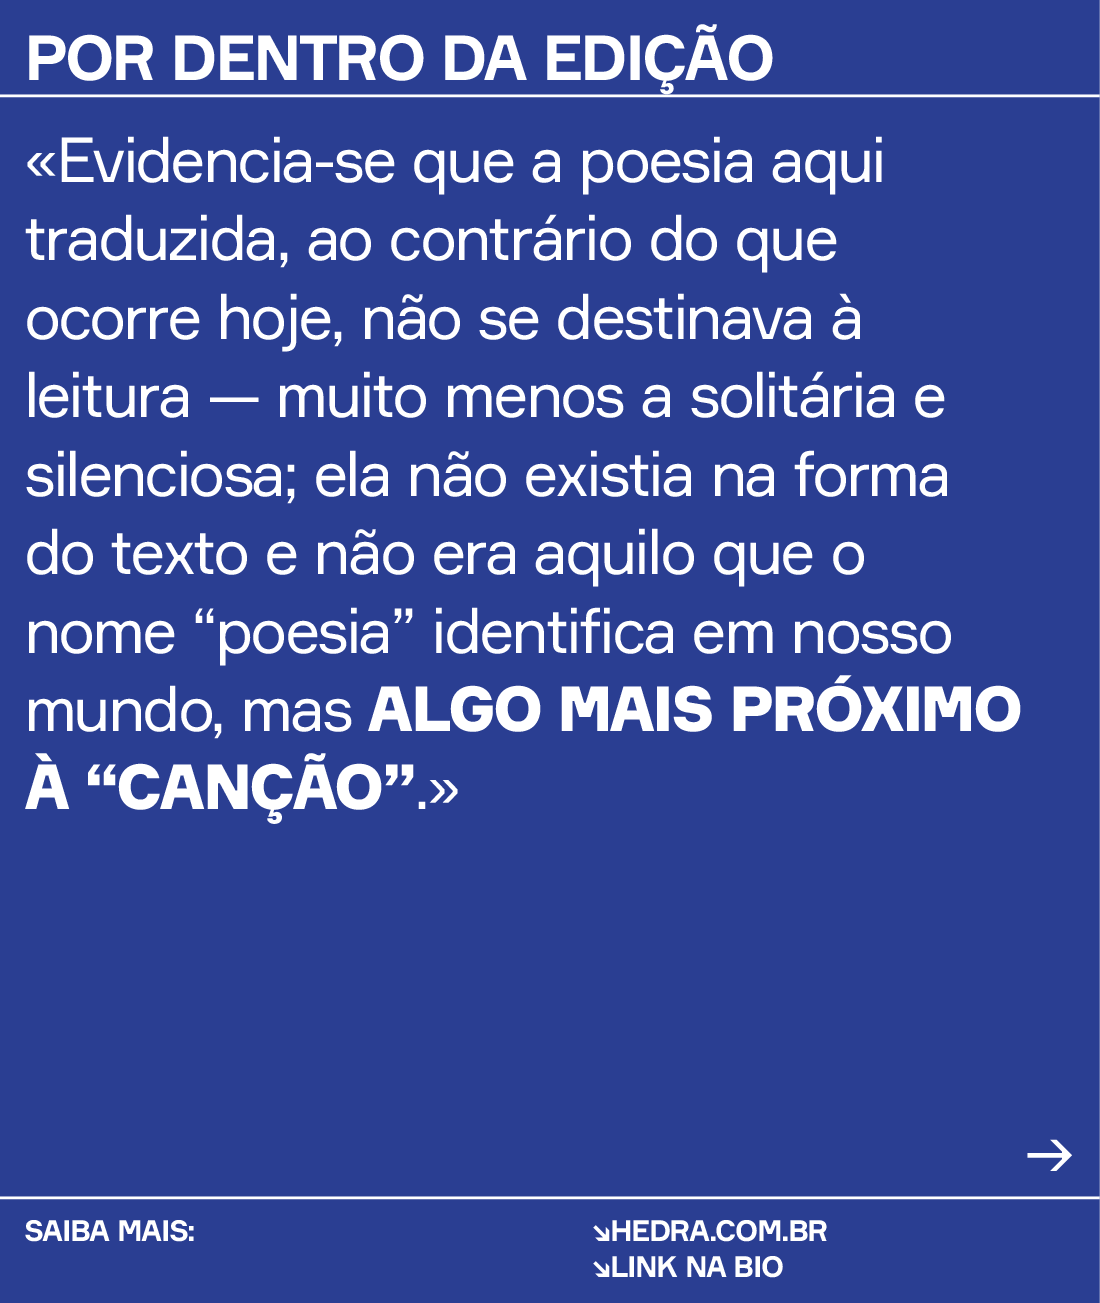 POR DENTRO DA EDIÇÃO
«Evidencia-se que a poesia aqui
traduzida, ao contrário do que
ocorre hoje, não se destinava à
leitura — muito menos a solitária e
silenciosa; ela não existia na forma
do texto e não era aquilo que o
nome “poesia” identifica em nosso
mundo, mas ALGO MAIS PRÓXIMO
À “CANÇÃO”.»
→
SAIBA MAIS:
↘HEDRA.COM.BR
↘LINK NA BIO